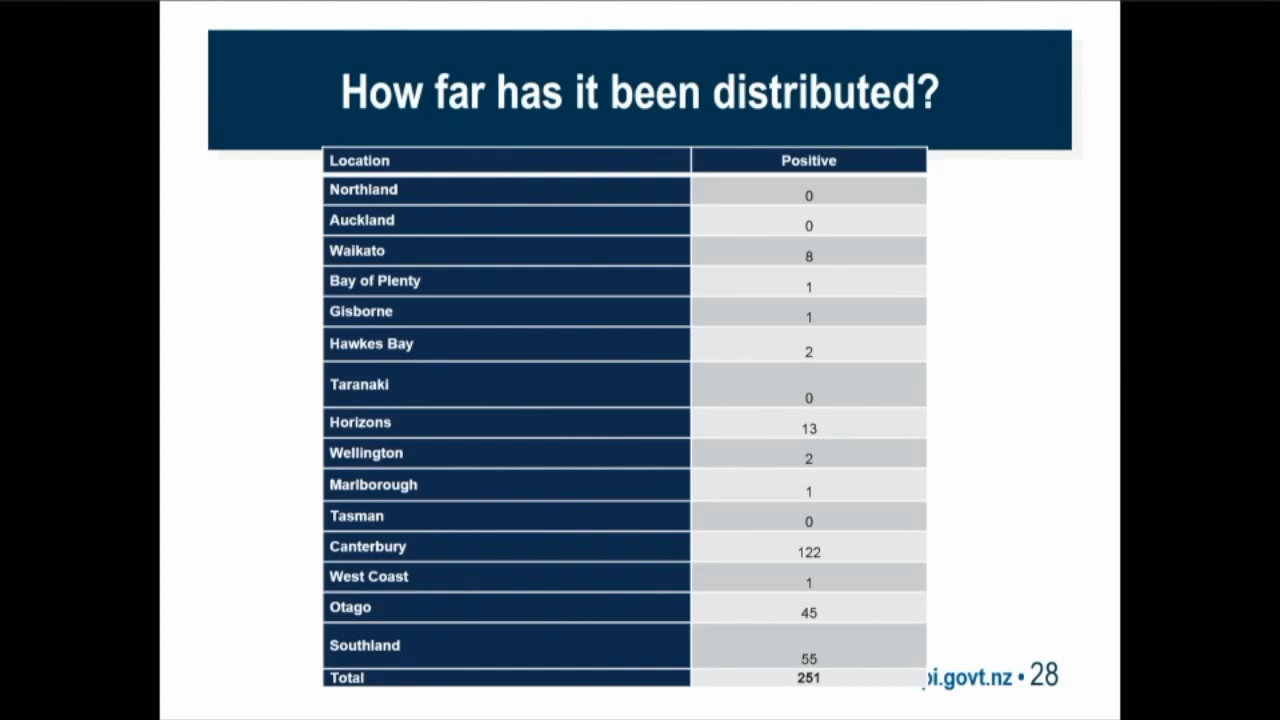 How far has it been distributed?
Location Positive
Northland 0
Auckland 0
Waikato 8
Bay of Plenty 1
Gisborne 1
Hawkes Bay 2
Taranaki 0
Horizons 13
Wellington 2
Marlborough 1
Tasman 0
Canterbury 122
West Coast 1
Otago 45
Southland 55
Total 251
pi.govt.nz • 28